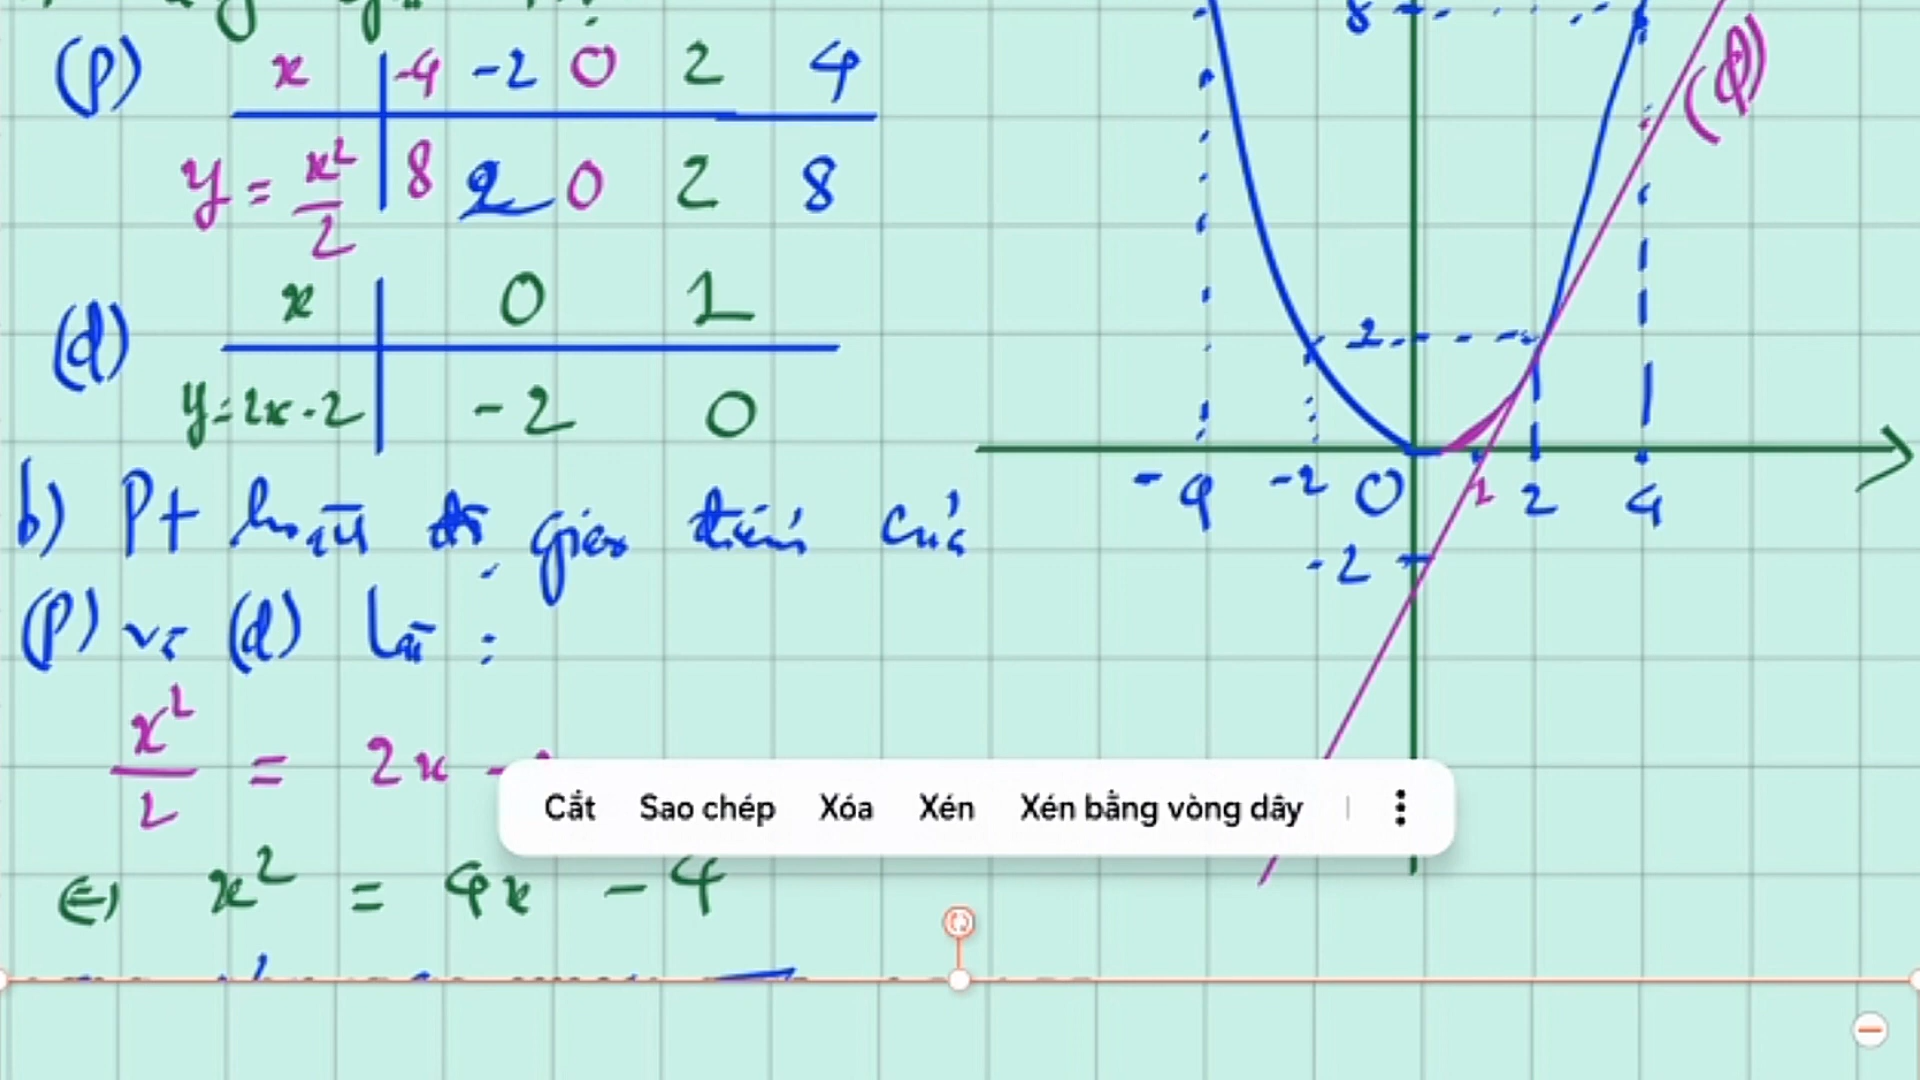 (P) x -4 -2 0 2 4
y = x²/2 8 2 0 2 8
(d) x 0 1
y = 2x - 2 -2 0
b) Pt hoành độ giao điểm của
(P) và (d) là :
x²/2 = 2x -
⇔ x² = 4x - 4
8
(d)
2
-4 -2 0 1 2 4
-2
Cắt Sao chép Xóa Xén Xén bằng vòng dây